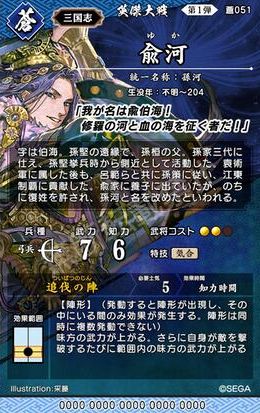 蒼
三国志
英傑大戦
第1弾
蒼051
ゆか
兪河
統一名称:孫河
生没年:不明~204
「我が名は兪伯海!
修羅の河と血の海を征く者だ!」
字は伯海。孫堅の遠縁で、孫桓の父。孫家三代に
仕え、孫堅挙兵時から側近として活動した。袁術
軍に属した後も、呂範らと共に孫策に従い、江東
制覇に貢献した。兪家に養子に出ていたが、のち
に復姓を許され、孫河と名を改めたといわれる。
兵種 武力 知力 武将コスト
弓兵 7 6 特技 気合
ついばつのじん
追伐の陣 必要士気 5 効果時間 知力時間
効果範囲
【陣形】(発動すると陣形が出現し、その
中にいる間のみ効果が発生する。陣形は同
時に複数発動できない)
味方の武力が上がる。さらに自身が敵を撃
破するたびに範囲内の味方の武力が上がる
Illustration:采藤
©SEGA
0000-0000-0000-0000-0000